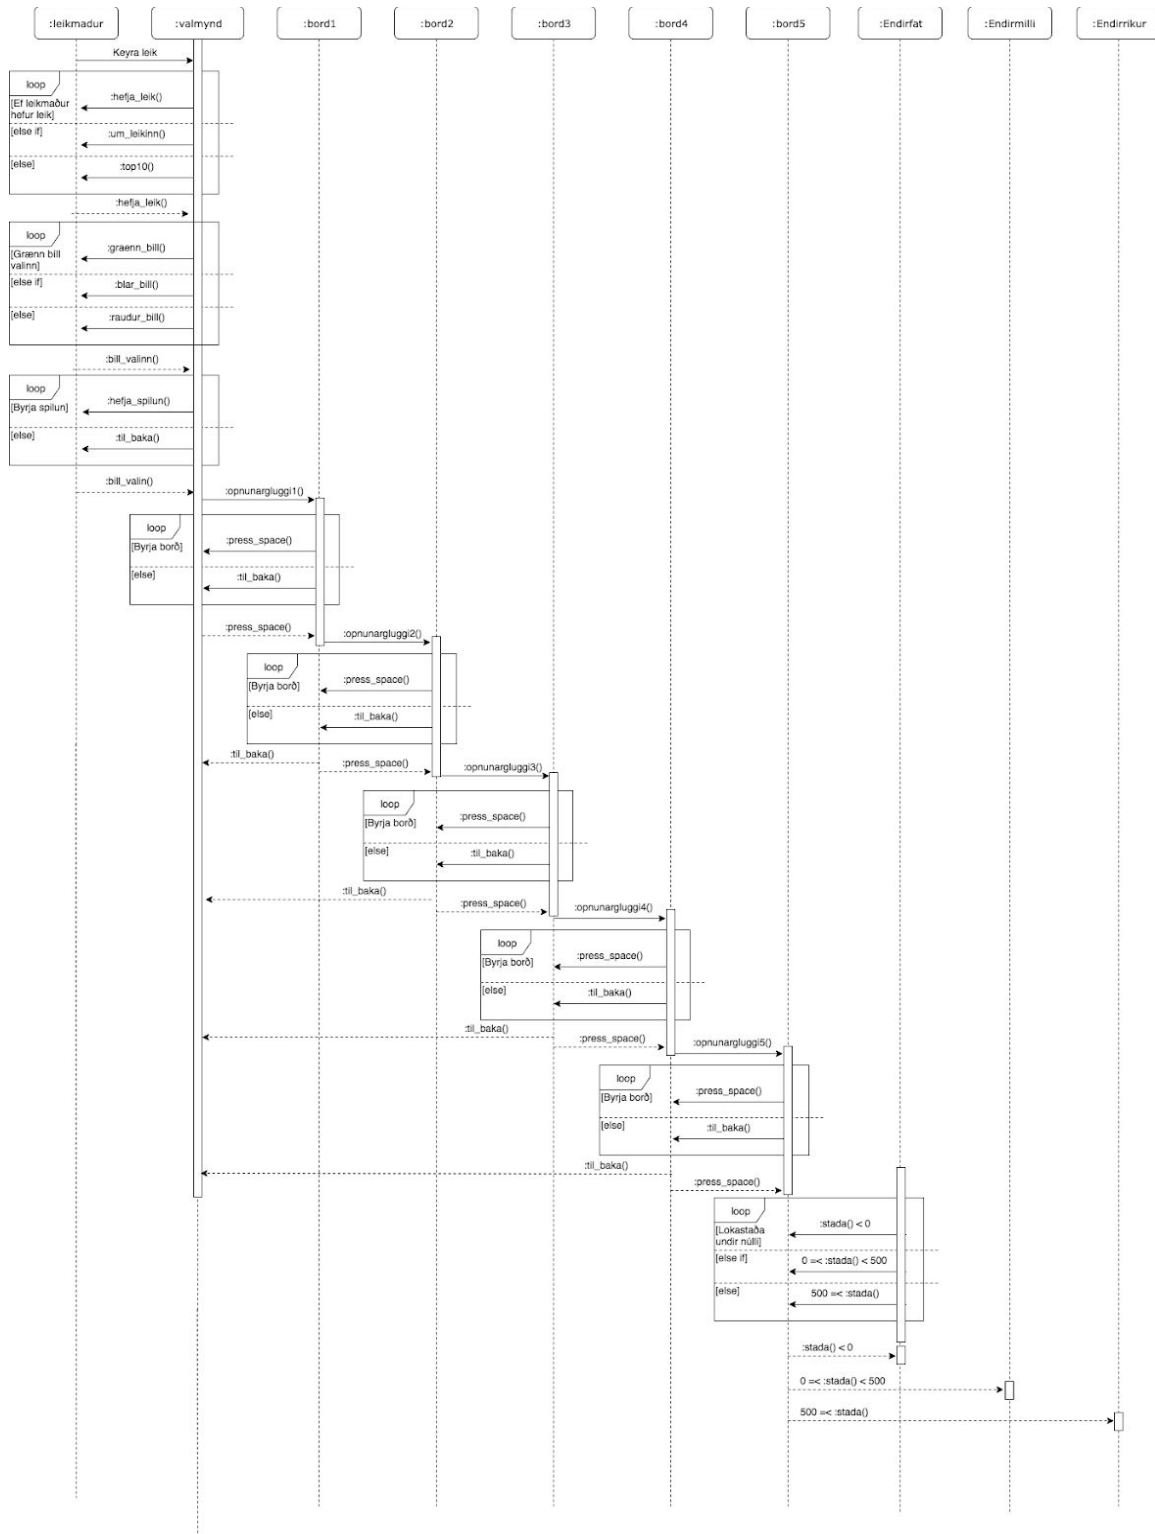 :leikmadur
:valmynd
:bord1
:bord2
:bord3
:bord4
:bord5
:Endirfat
:Endirmilli
:Endirrikur
Keyra leik
loop
[Ef leikmaður
hefur leik]
:hefja_leik()
[else if]
:um_leikinn()
[else]
:top10()
:hefja_leik()
loop
[Grænn bill
valinn]
:graenn_bill()
[else if]
:blar_bill()
[else]
:raudur_bill()
:bill_valinn()
loop
[Byrja spilun]
:hefja_spilun()
[else]
:til_baka()
:bill_valin()
:opnunargluggi1()
loop
[Byrja borð]
:press_space()
[else]
:til_baka()
:press_space()
:opnunargluggi2()
loop
[Byrja borð]
:press_space()
[else]
:til_baka()
:til_baka()
:press_space()
:opnunargluggi3()
loop
[Byrja borð]
:press_space()
[else]
:til_baka()
:til_baka()
:press_space()
:opnunargluggi4()
loop
[Byrja borð]
:press_space()
[else]
:til_baka()
:til_baka()
:press_space()
:opnunargluggi5()
loop
[Byrja borð]
:press_space()
[else]
:til_baka()
:til_baka()
:press_space()
loop
[Lokastaða
undir núlli]
:stada() < 0
[else if]
0 =< :stada() < 500
[else]
500 =< :stada()
:stada() < 0
0 =< :stada() < 500
500 =< :stada()